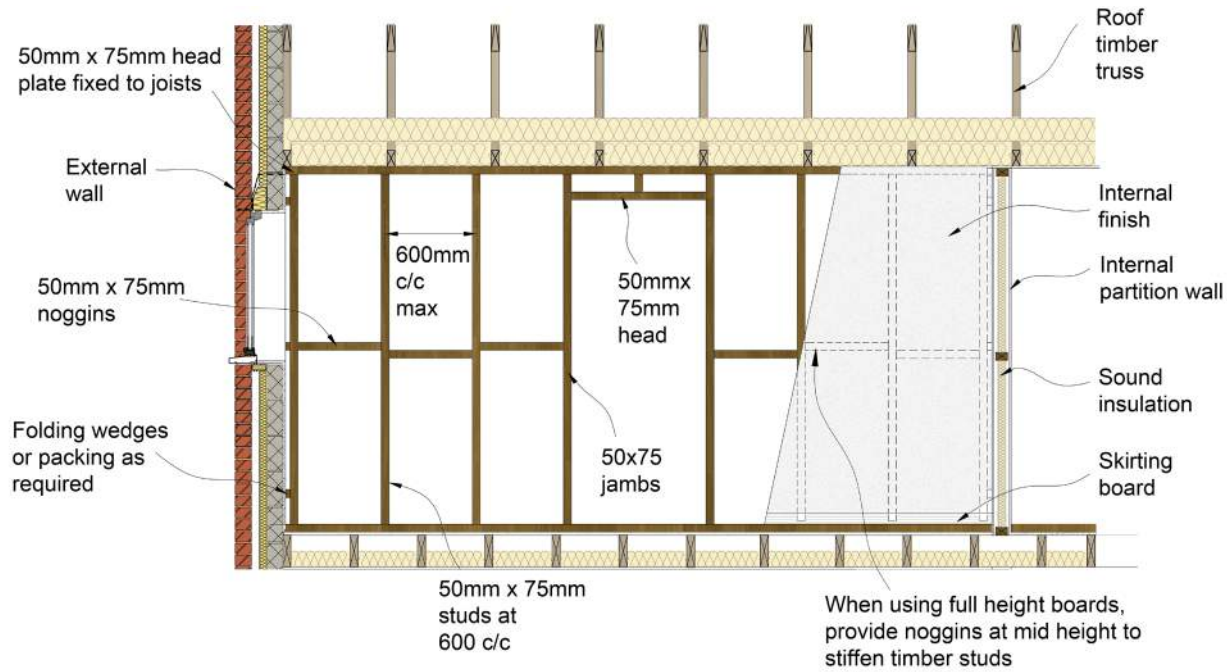 50mm x 75mm head
plate fixed to joists
External
wall
50mm x 75mm
noggins
Folding wedges
or packing as
required
600mm
c/c
max
50mmx
75mm
head
50x75
jambs
50mm x 75mm
studs at
600 c/c
Roof
timber
truss
Internal
finish
Internal
partition wall
Sound
insulation
Skirting
board
When using full height boards,
provide noggins at mid height to
stiffen timber studs